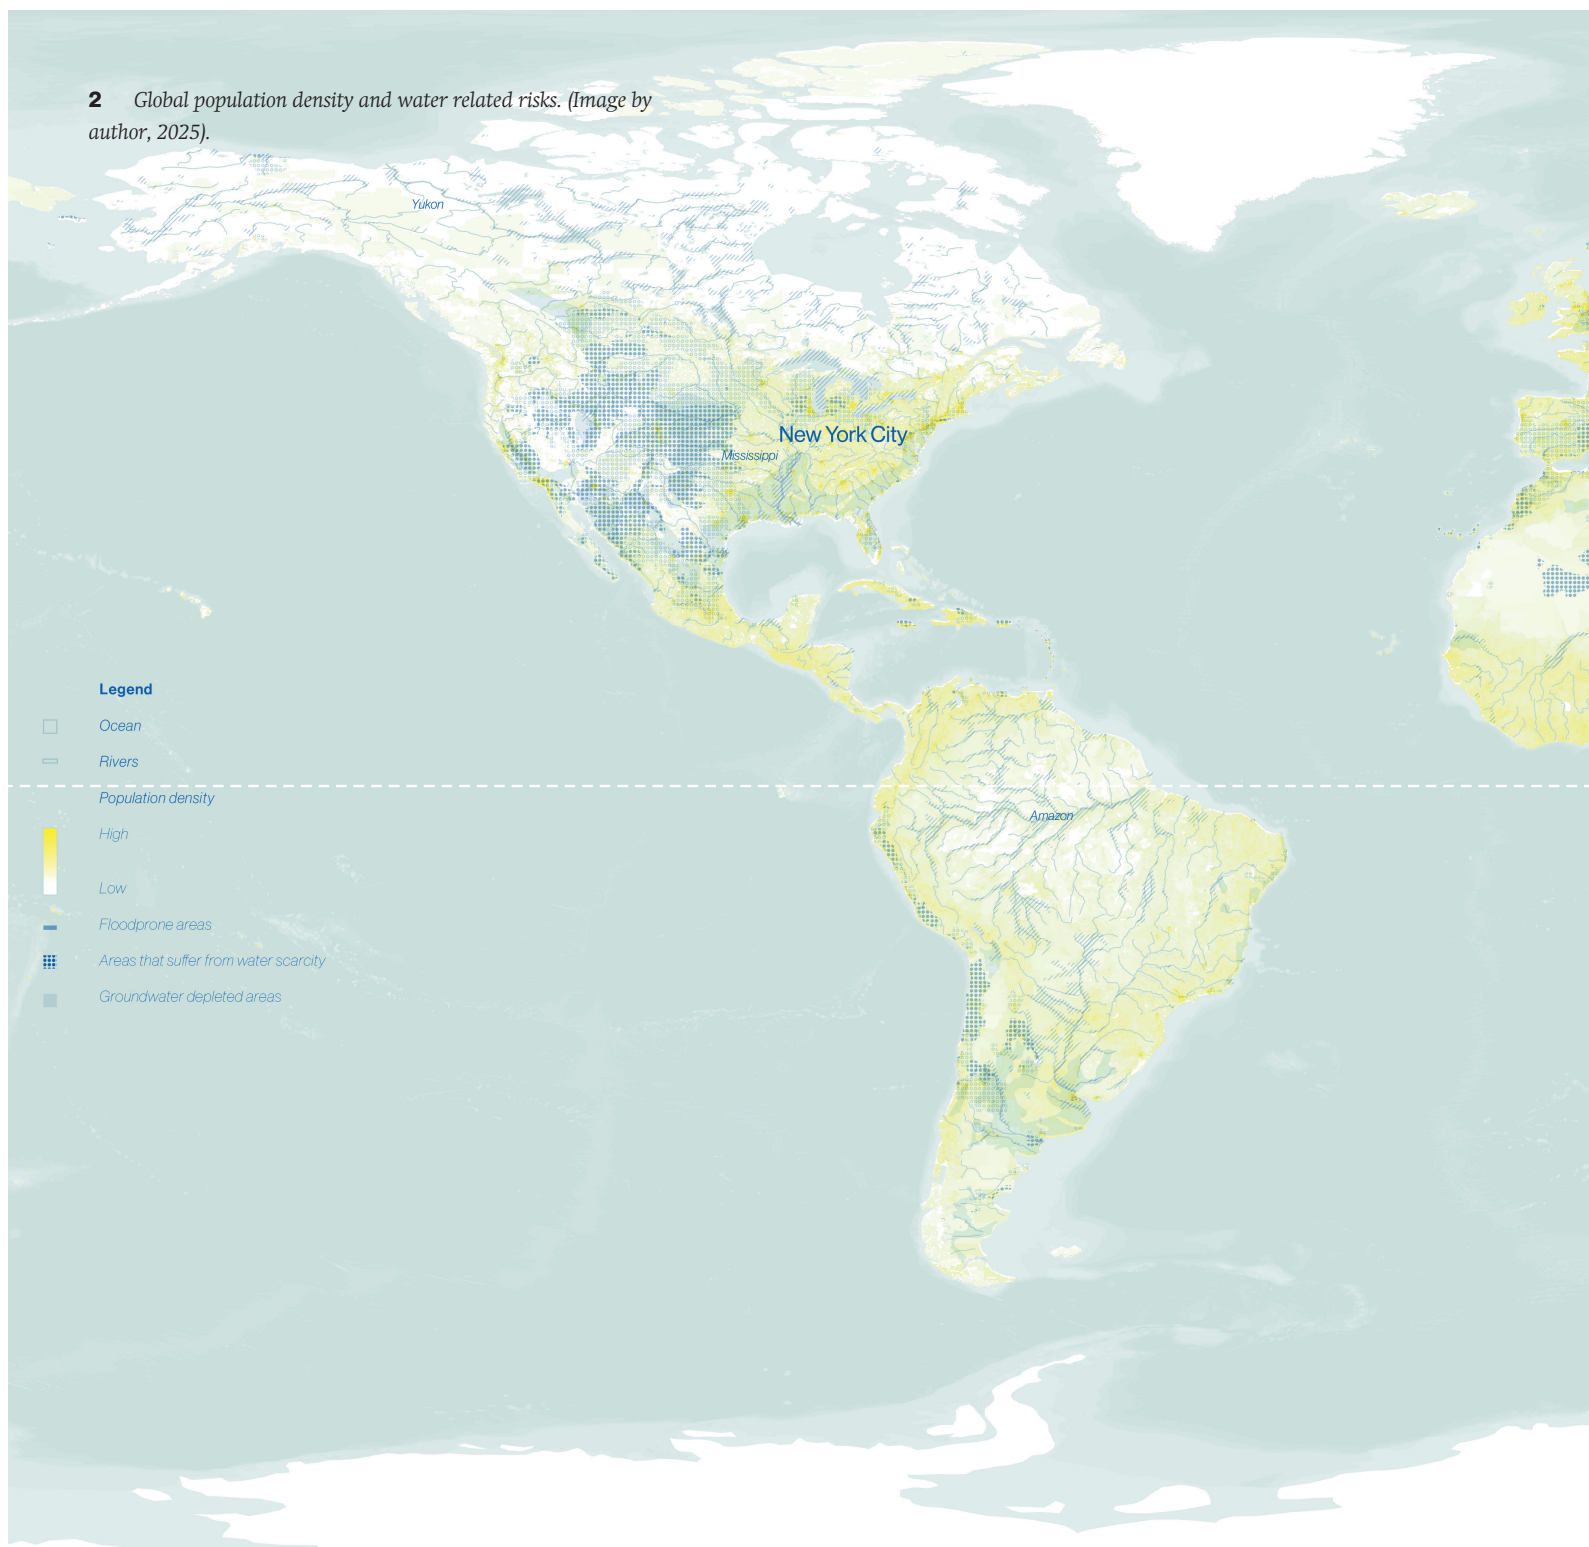 2 Global population density and water related risks. (Image by
author, 2025).
Yukon
New York City
Mississippi
Legend
Ocean
Rivers
Population density
High
Amazon
Low
Floodprone areas
Areas that suffer from water scarcity
Groundwater depleted areas